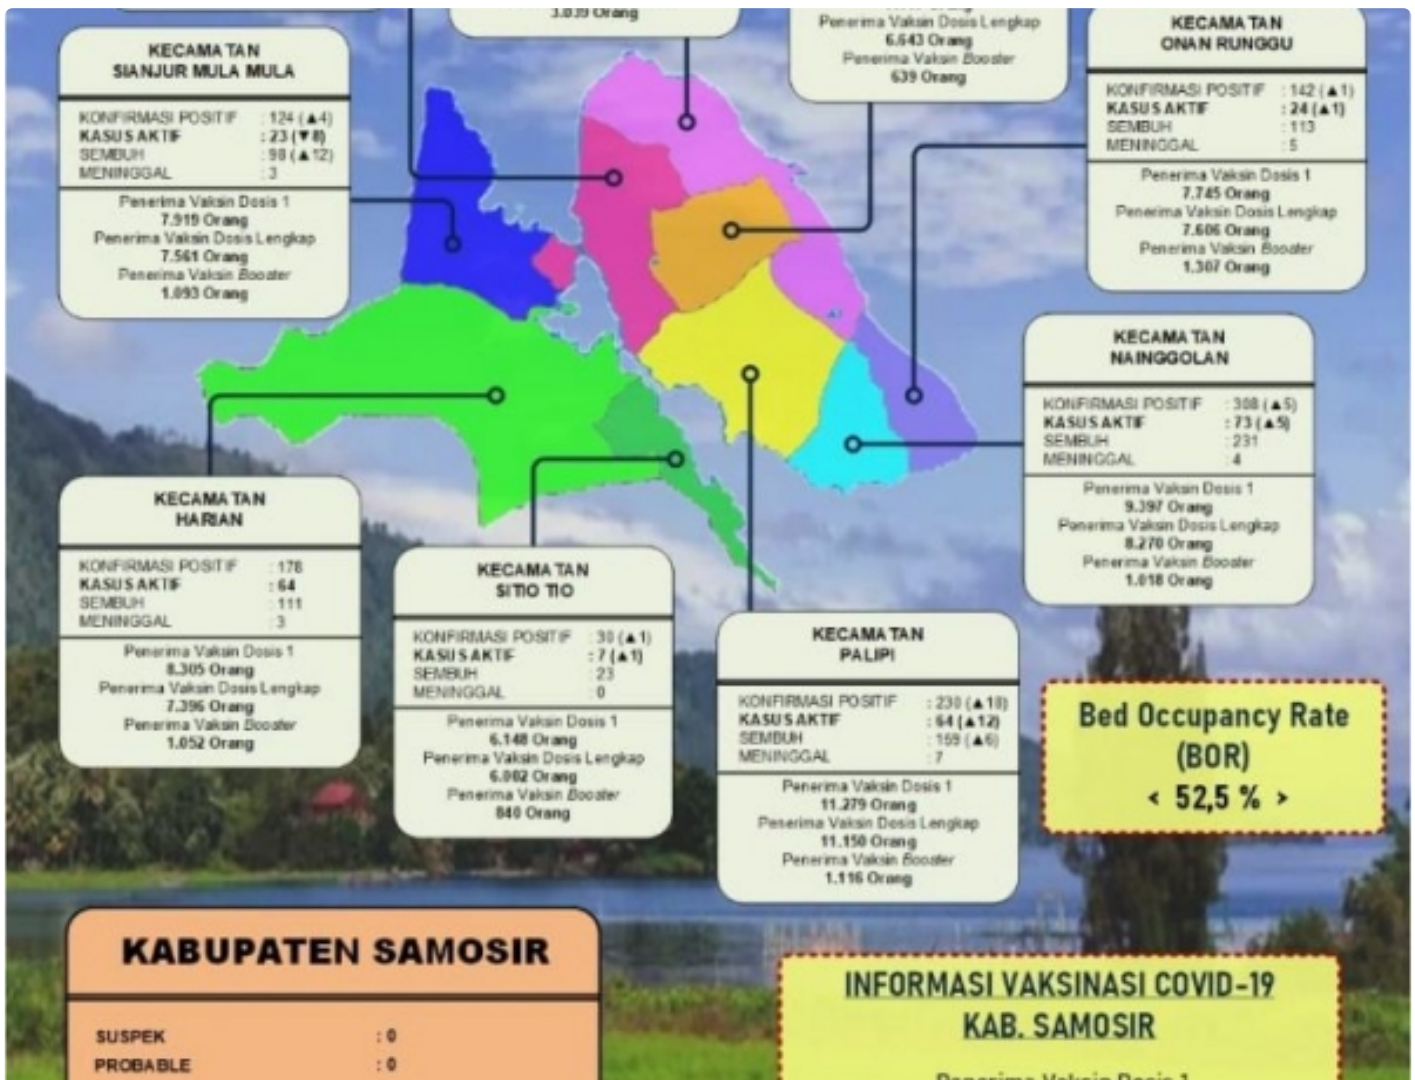 3.039 Orang
Penerima Vaksin Dosis Lengkap
6.643 Orang
Penerima Vaksin Booster
639 Orang
KECAMATAN
SIANJUR MULA MULA
KONFIRMASI POSITIF : 124 (▲4)
KASUS AKTIF : 23 (▼8)
SEMBUH : 98 (▲12)
MENINGGAL : 3
Penerima Vaksin Dosis 1
7.919 Orang
Penerima Vaksin Dosis Lengkap
7.561 Orang
Penerima Vaksin Booster
1.093 Orang
KECAMATAN
ONAN RUNGGU
KONFIRMASI POSITIF : 142 (▲1)
KASUS AKTIF : 24 (▲1)
SEMBUH : 113
MENINGGAL : 5
Penerima Vaksin Dosis 1
7.745 Orang
Penerima Vaksin Dosis Lengkap
7.606 Orang
Penerima Vaksin Booster
1.307 Orang
KECAMATAN
NAINGGOLAN
KONFIRMASI POSITIF : 308 (▲5)
KASUS AKTIF : 73 (▲5)
SEMBUH : 231
MENINGGAL : 4
Penerima Vaksin Dosis 1
9.397 Orang
Penerima Vaksin Dosis Lengkap
8.270 Orang
Penerima Vaksin Booster
1.018 Orang
KECAMATAN
HARIAN
KONFIRMASI POSITIF : 178
KASUS AKTIF : 64
SEMBUH : 111
MENINGGAL : 3
Penerima Vaksin Dosis 1
8.305 Orang
Penerima Vaksin Dosis Lengkap
7.396 Orang
Penerima Vaksin Booster
1.052 Orang
KECAMATAN
SITIO TIO
KONFIRMASI POSITIF : 30 (▲1)
KASUS AKTIF : 7 (▲1)
SEMBUH : 23
MENINGGAL : 0
Penerima Vaksin Dosis 1
6.148 Orang
Penerima Vaksin Dosis Lengkap
6.002 Orang
Penerima Vaksin Booster
840 Orang
KECAMATAN
PALIPI
KONFIRMASI POSITIF : 230 (▲18)
KASUS AKTIF : 64 (▲12)
SEMBUH : 159 (▲6)
MENINGGAL : 7
Penerima Vaksin Dosis 1
11.279 Orang
Penerima Vaksin Dosis Lengkap
11.150 Orang
Penerima Vaksin Booster
1.116 Orang
Bed Occupancy Rate
(BOR)
< 52,5 % >
KABUPATEN SAMOSIR
SUSPEK : 0
PROBABLE : 0
INFORMASI VAKSINASI COVID-19
KAB. SAMOSIR
Penerima Vaksin Dosis 1